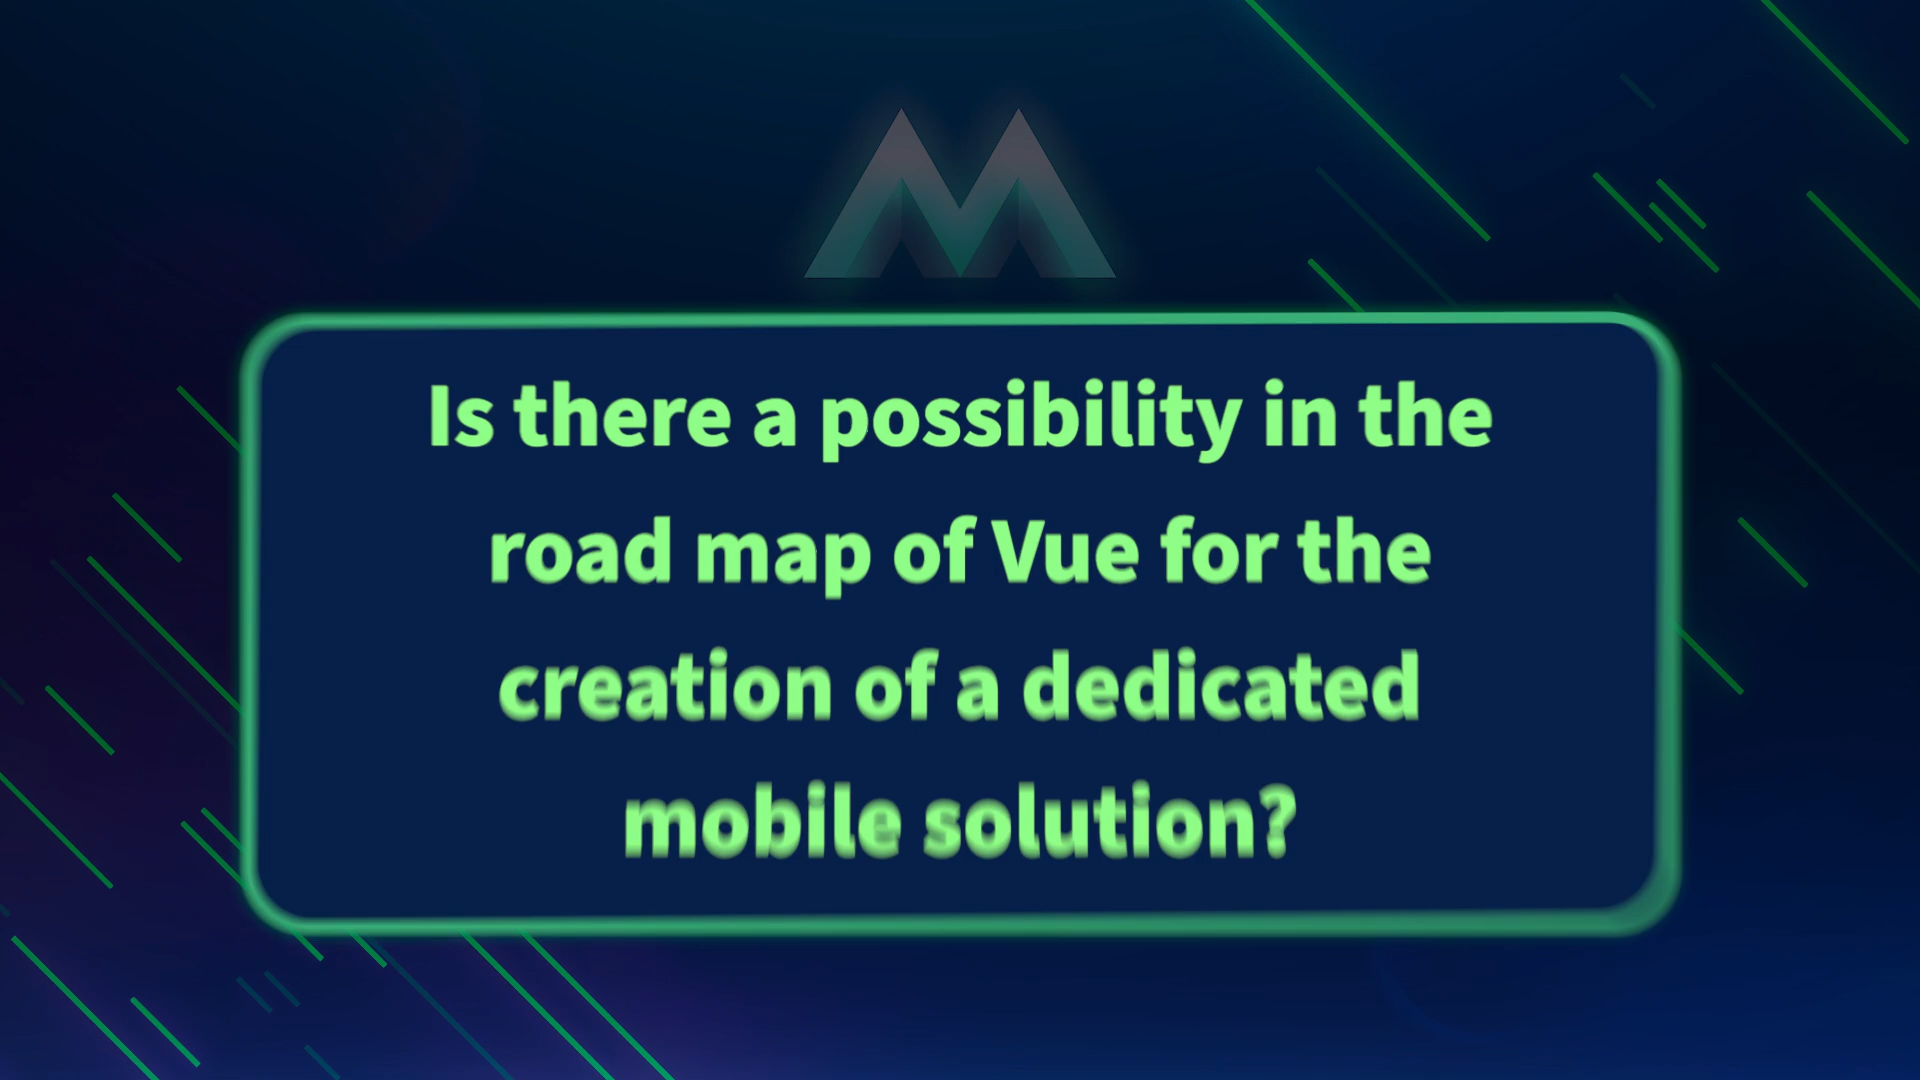 Is there a possibility in the
road map of Vue for the
creation of a dedicated
mobile solution?